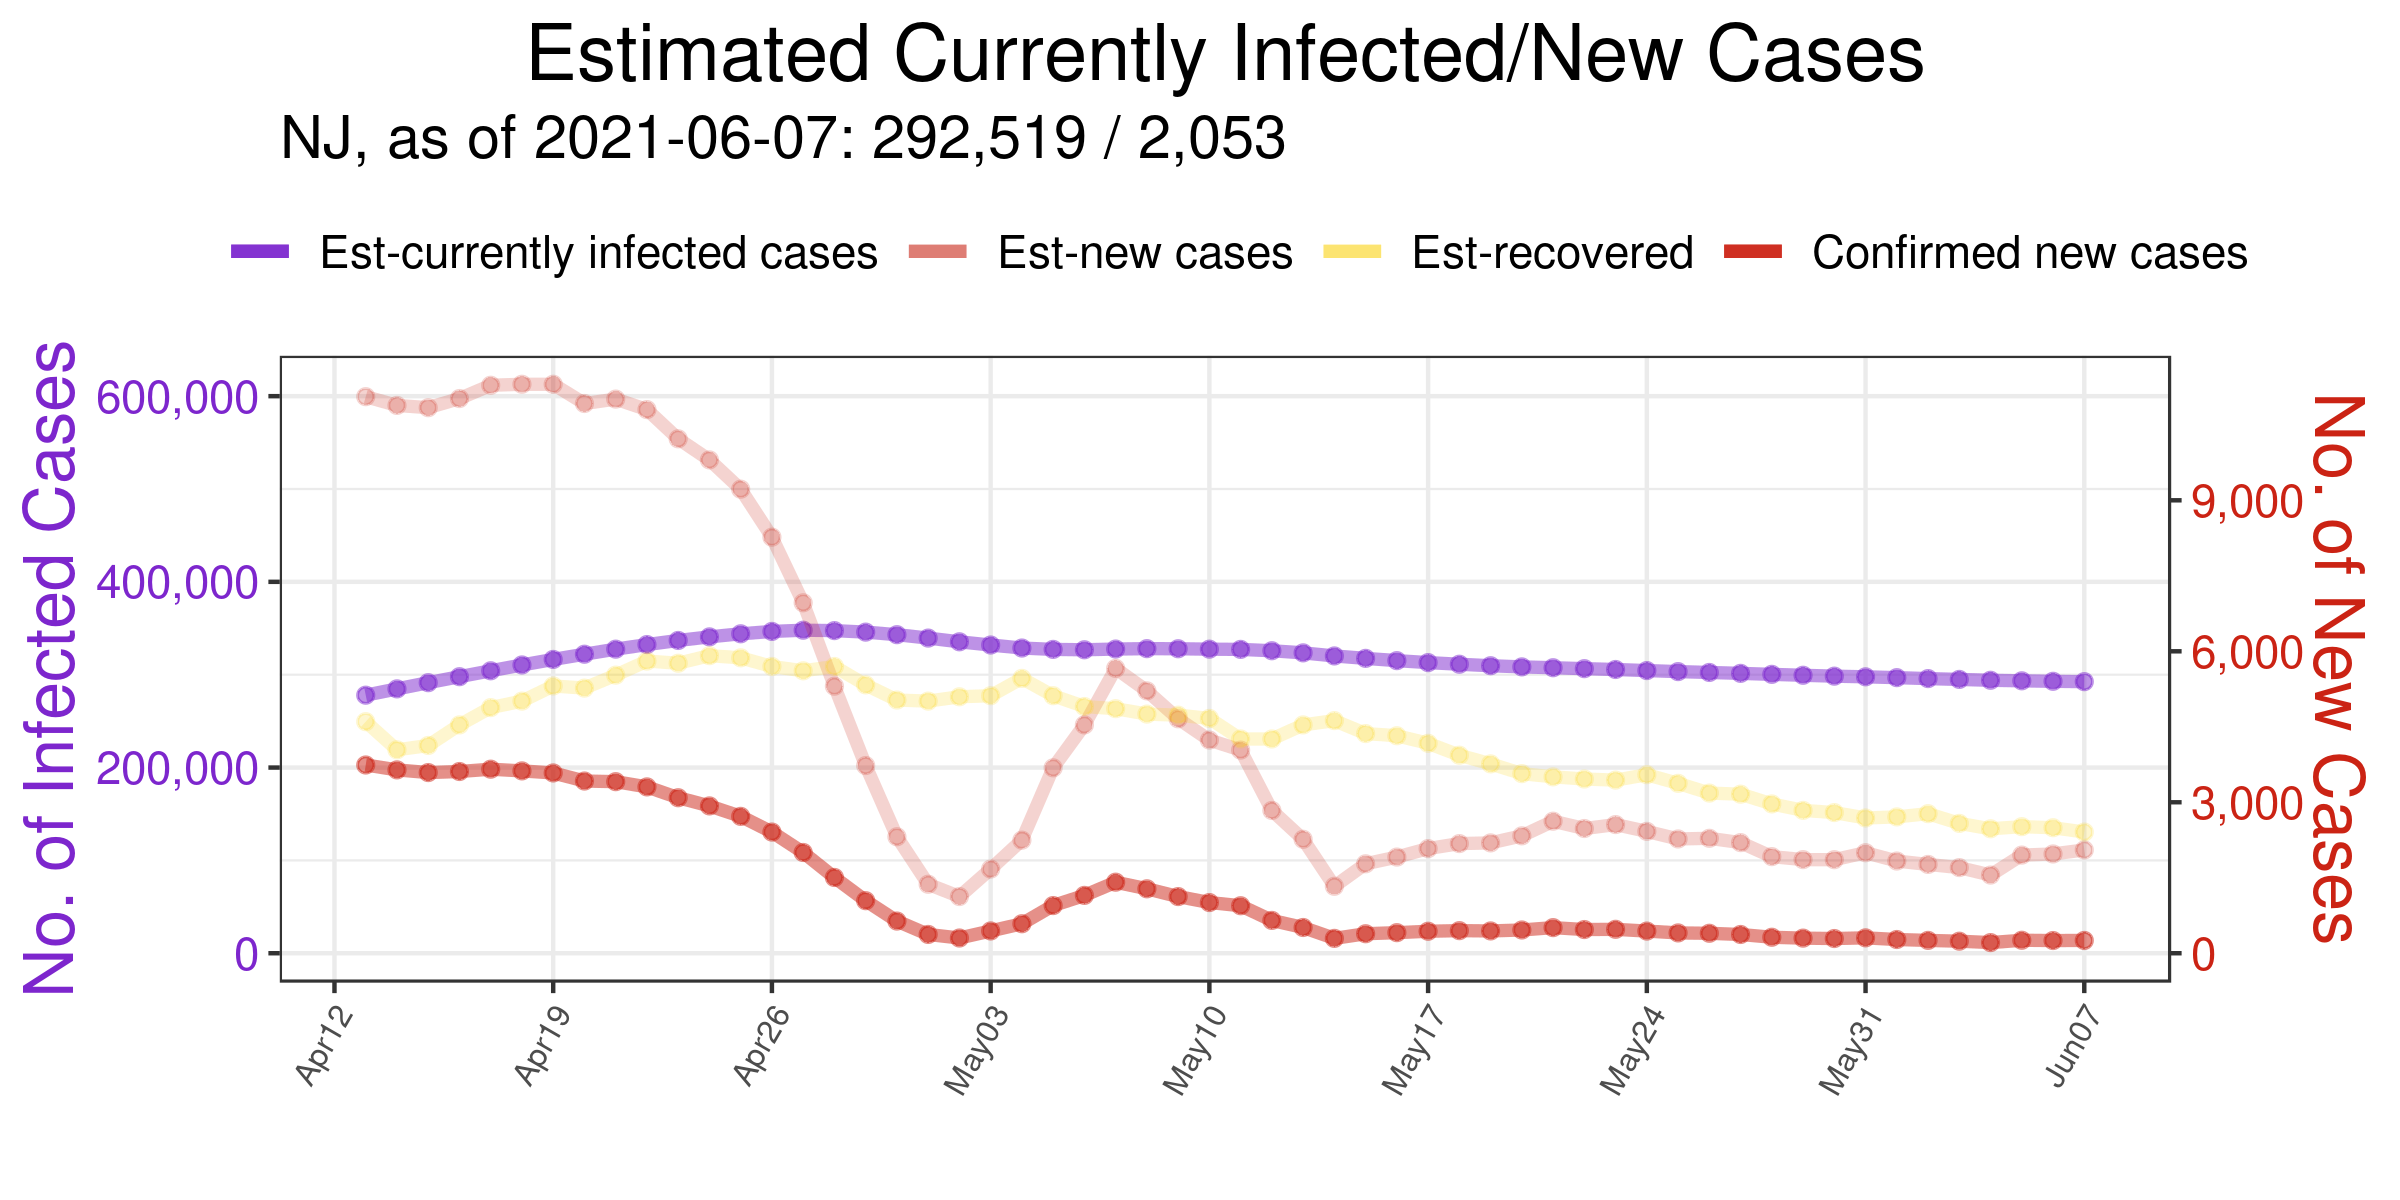 Estimated Currently Infected/New Cases
NJ, as of 2021-06-07: 292,519 / 2,053
Est-currently infected cases Est-new cases Est-recovered Confirmed new cases
No. of Infected Cases
600,000
400,000
200,000
0
9,000
6,000
3,000
0
No. of New Cases
Apr12 Apr19 Apr26 May03 May10 May17 May24 May31 Jun07